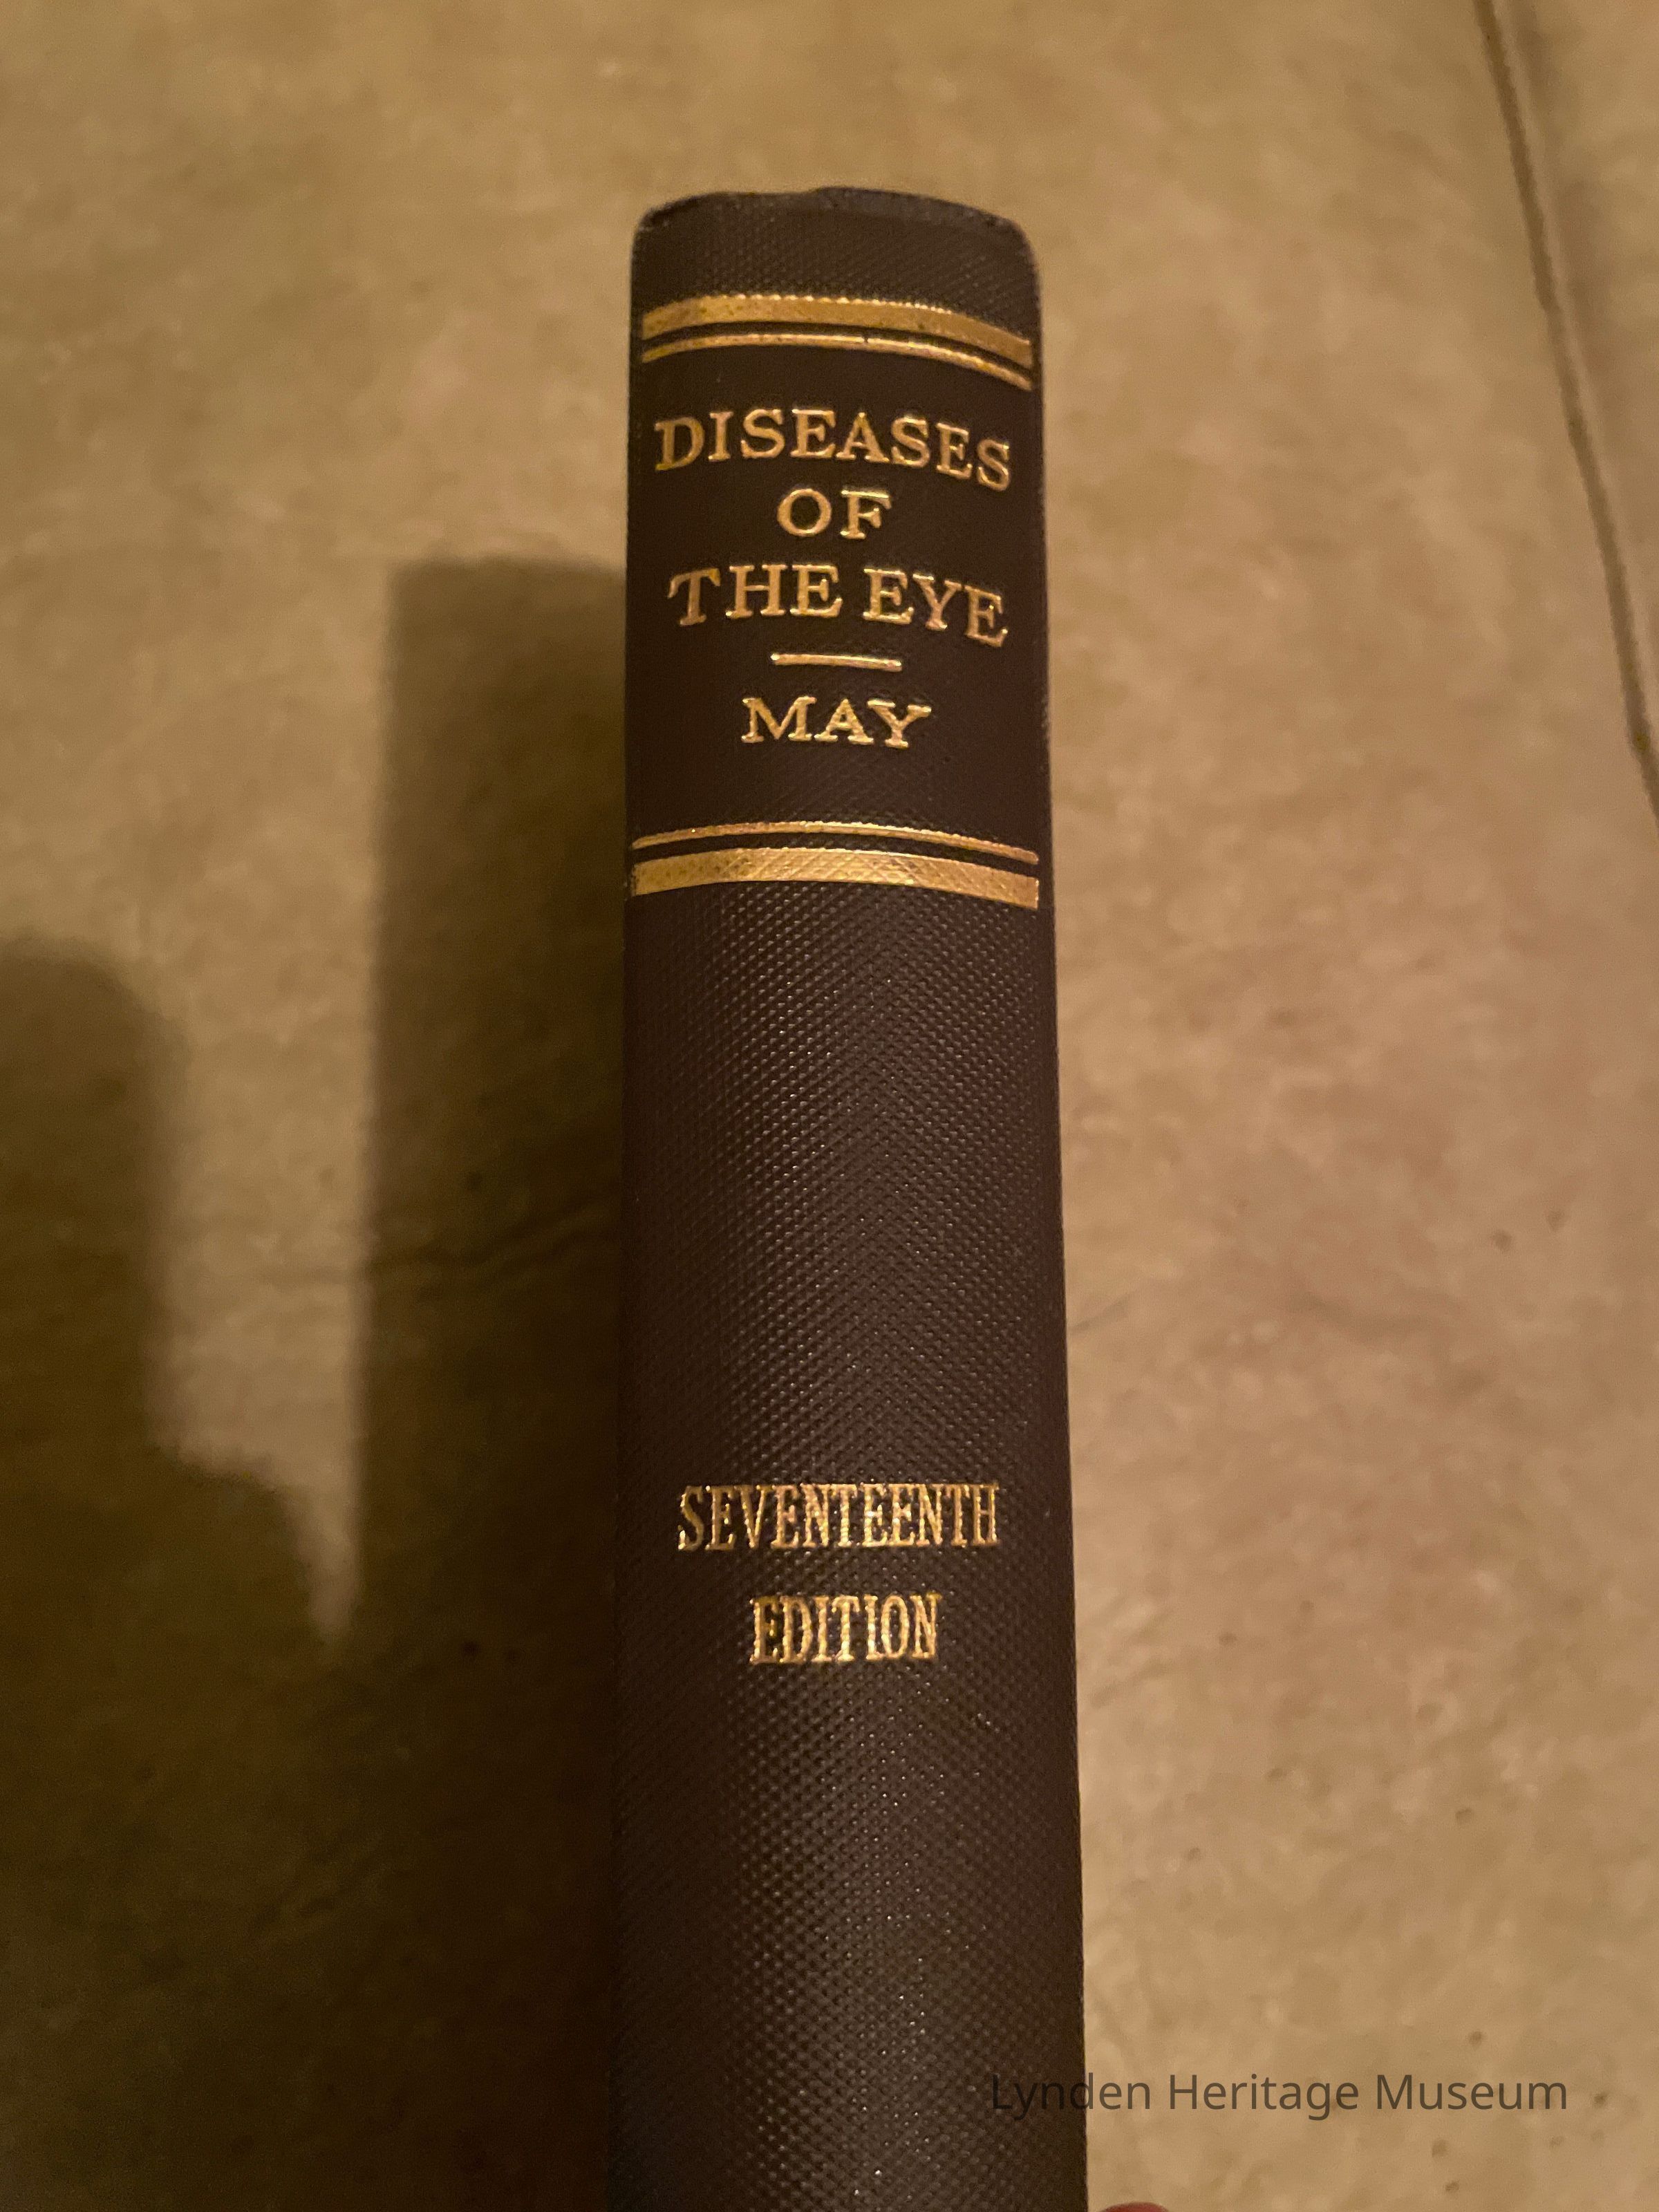 DISEASES
OF
THE EYE
MAY
SEVENTEENTH
EDITION
Lynden Heritage Museum